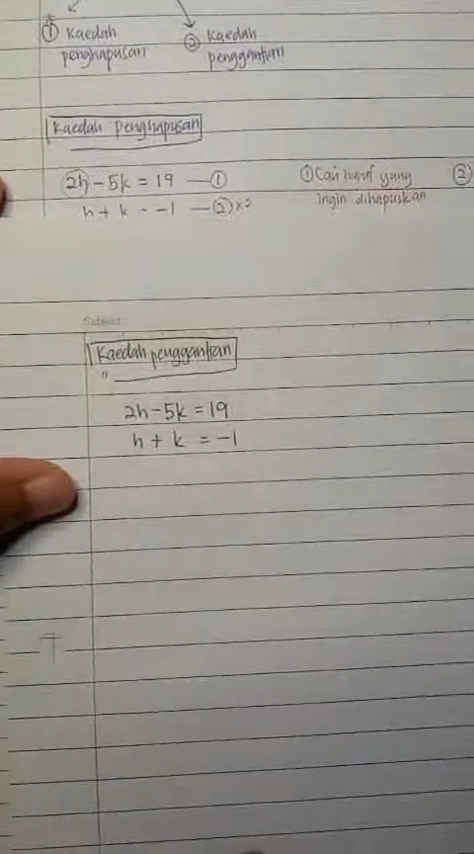 ① Kaedah
penghapusan
② Kaedah
penggantian
Kaedah Penghapusan
2h - 5k = 19 — ①
h + k = -1 — ② × 2
① Cari huruf yang
ingin dihapuskan
②
Subject:
Kaedah penggantian
2h - 5k = 19
h + k = -1